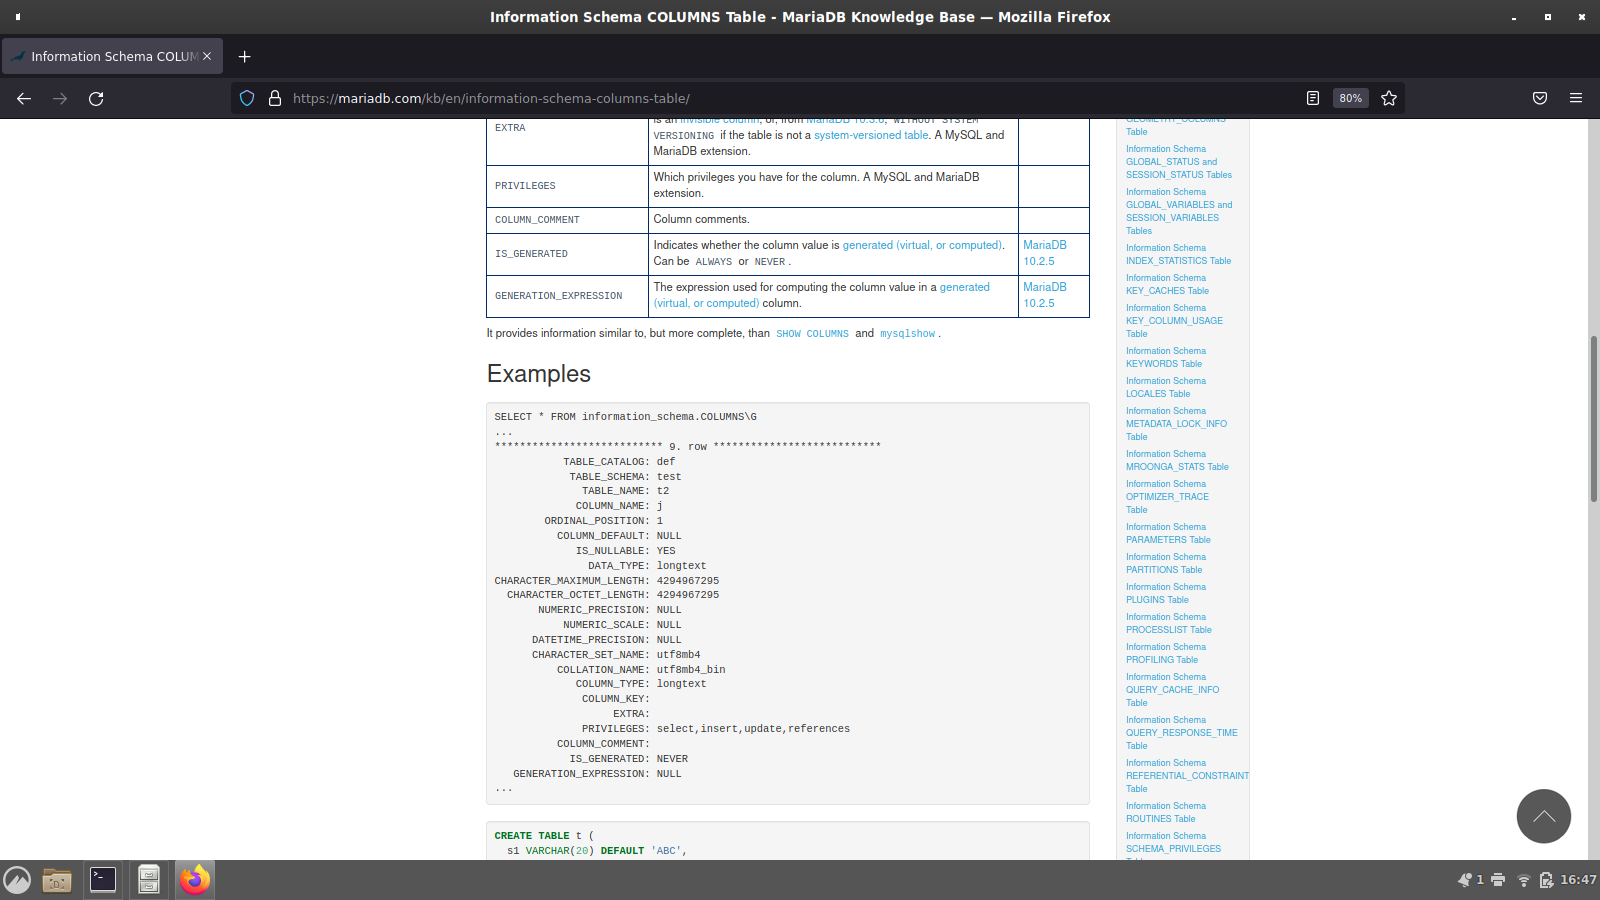 Information Schema COLUMNS Table - MariaDB Knowledge Base — Mozilla Firefox
Information Schema COLUM
https://mariadb.com/kb/en/information-schema-columns-table/
80%
EXTRA
is an invisible column, or, from MariaDB 10.3.6, WITHOUT SYSTEM
VERSIONING if the table is not a system-versioned table. A MySQL and
MariaDB extension.
PRIVILEGES
Which privileges you have for the column. A MySQL and MariaDB
extension.
COLUMN_COMMENT
Column comments.
IS_GENERATED
Indicates whether the column value is generated (virtual, or computed).
Can be ALWAYS or NEVER.
MariaDB
10.2.5
GENERATION_EXPRESSION
The expression used for computing the column value in a generated
(virtual, or computed) column.
MariaDB
10.2.5
It provides information similar to, but more complete, than SHOW COLUMNS and mysqlshow.
Examples
SELECT * FROM information_schema.COLUMNS\G
...
*************************** 9. row ***************************
TABLE_CATALOG: def
TABLE_SCHEMA: test
TABLE_NAME: t2
COLUMN_NAME: j
ORDINAL_POSITION: 1
COLUMN_DEFAULT: NULL
IS_NULLABLE: YES
DATA_TYPE: longtext
CHARACTER_MAXIMUM_LENGTH: 4294967295
CHARACTER_OCTET_LENGTH: 4294967295
NUMERIC_PRECISION: NULL
NUMERIC_SCALE: NULL
DATETIME_PRECISION: NULL
CHARACTER_SET_NAME: utf8mb4
COLLATION_NAME: utf8mb4_bin
COLUMN_TYPE: longtext
COLUMN_KEY:
EXTRA:
PRIVILEGES: select,insert,update,references
COLUMN_COMMENT:
IS_GENERATED: NEVER
GENERATION_EXPRESSION: NULL
...
CREATE TABLE t (
s1 VARCHAR(20) DEFAULT 'ABC',
GEOMETRY_COLUMNS
Table
Information Schema
GLOBAL_STATUS and
SESSION_STATUS Tables
Information Schema
GLOBAL_VARIABLES and
SESSION_VARIABLES
Tables
Information Schema
INDEX_STATISTICS Table
Information Schema
KEY_CACHES Table
Information Schema
KEY_COLUMN_USAGE
Table
Information Schema
KEYWORDS Table
Information Schema
LOCALES Table
Information Schema
METADATA_LOCK_INFO
Table
Information Schema
MROONGA_STATS Table
Information Schema
OPTIMIZER_TRACE
Table
Information Schema
PARAMETERS Table
Information Schema
PARTITIONS Table
Information Schema
PLUGINS Table
Information Schema
PROCESSLIST Table
Information Schema
PROFILING Table
Information Schema
QUERY_CACHE_INFO
Table
Information Schema
QUERY_RESPONSE_TIME
Table
Information Schema
REFERENTIAL_CONSTRAINT
Table
Information Schema
ROUTINES Table
Information Schema
SCHEMA_PRIVILEGES
1
16:47